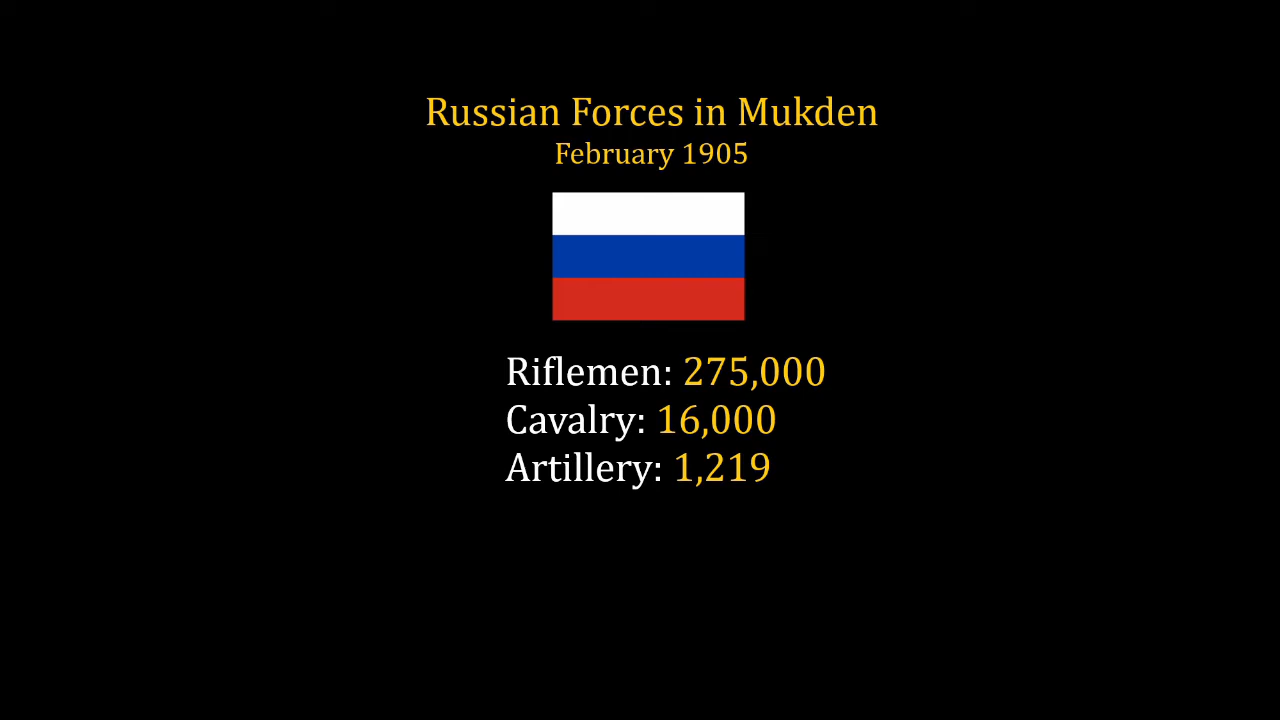 Russian Forces in Mukden
February 1905
Riflemen: 275,000
Cavalry: 16,000
Artillery: 1,219